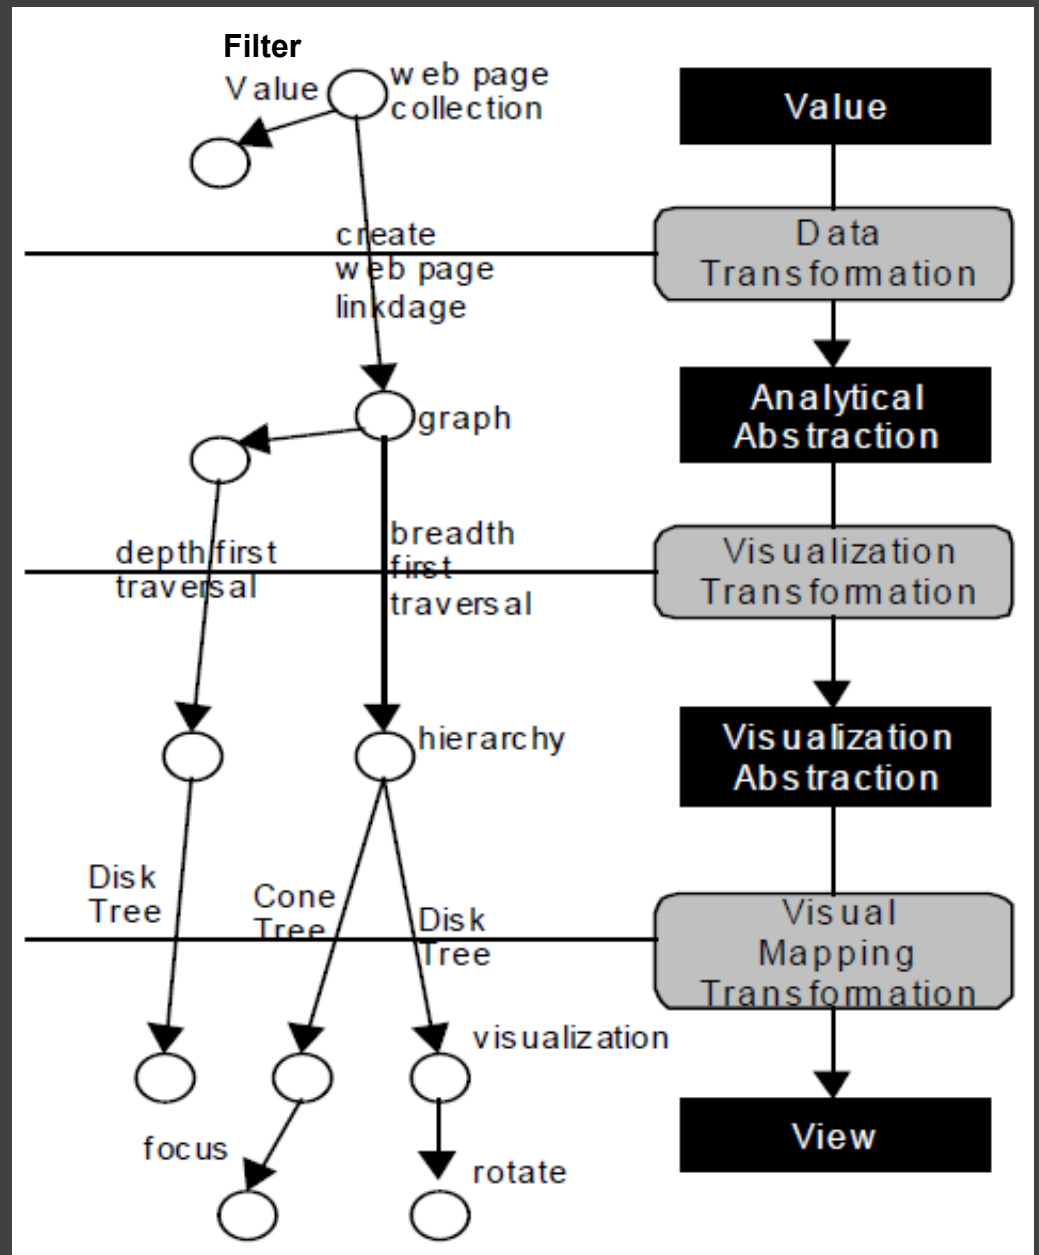 Filter
Value
web page
collection
Value
create
web page
linkdage
Data
Transformation
graph
Analytical
Abstraction
depth first
traversal
breadth
first
traversal
Visualization
Transformation
hierarchy
Visualization
Abstraction
Disk
Tree
Cone
Tree
Disk
Tree
Visual
Mapping
Transformation
visualization
focus
rotate
View